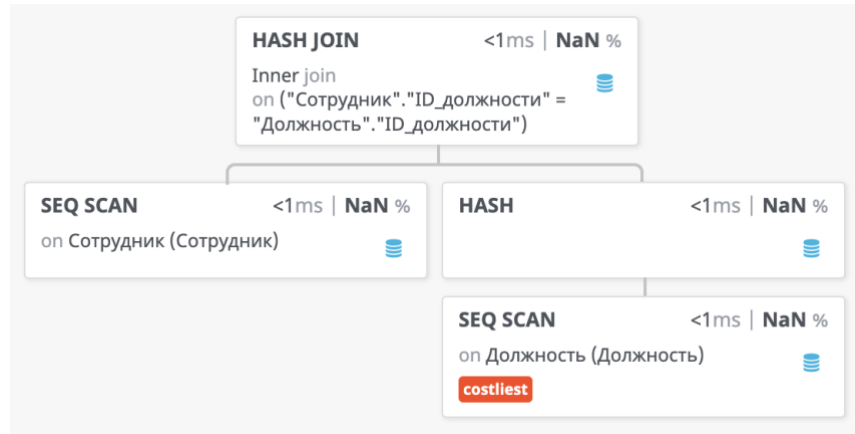 HASH JOIN <1ms | NaN %
Inner join
on ("Сотрудник"."ID_должности" =
"Должность"."ID_должности")
SEQ SCAN <1ms | NaN %
on Сотрудник (Сотрудник)
HASH <1ms | NaN %
SEQ SCAN <1ms | NaN %
on Должность (Должность)
costliest